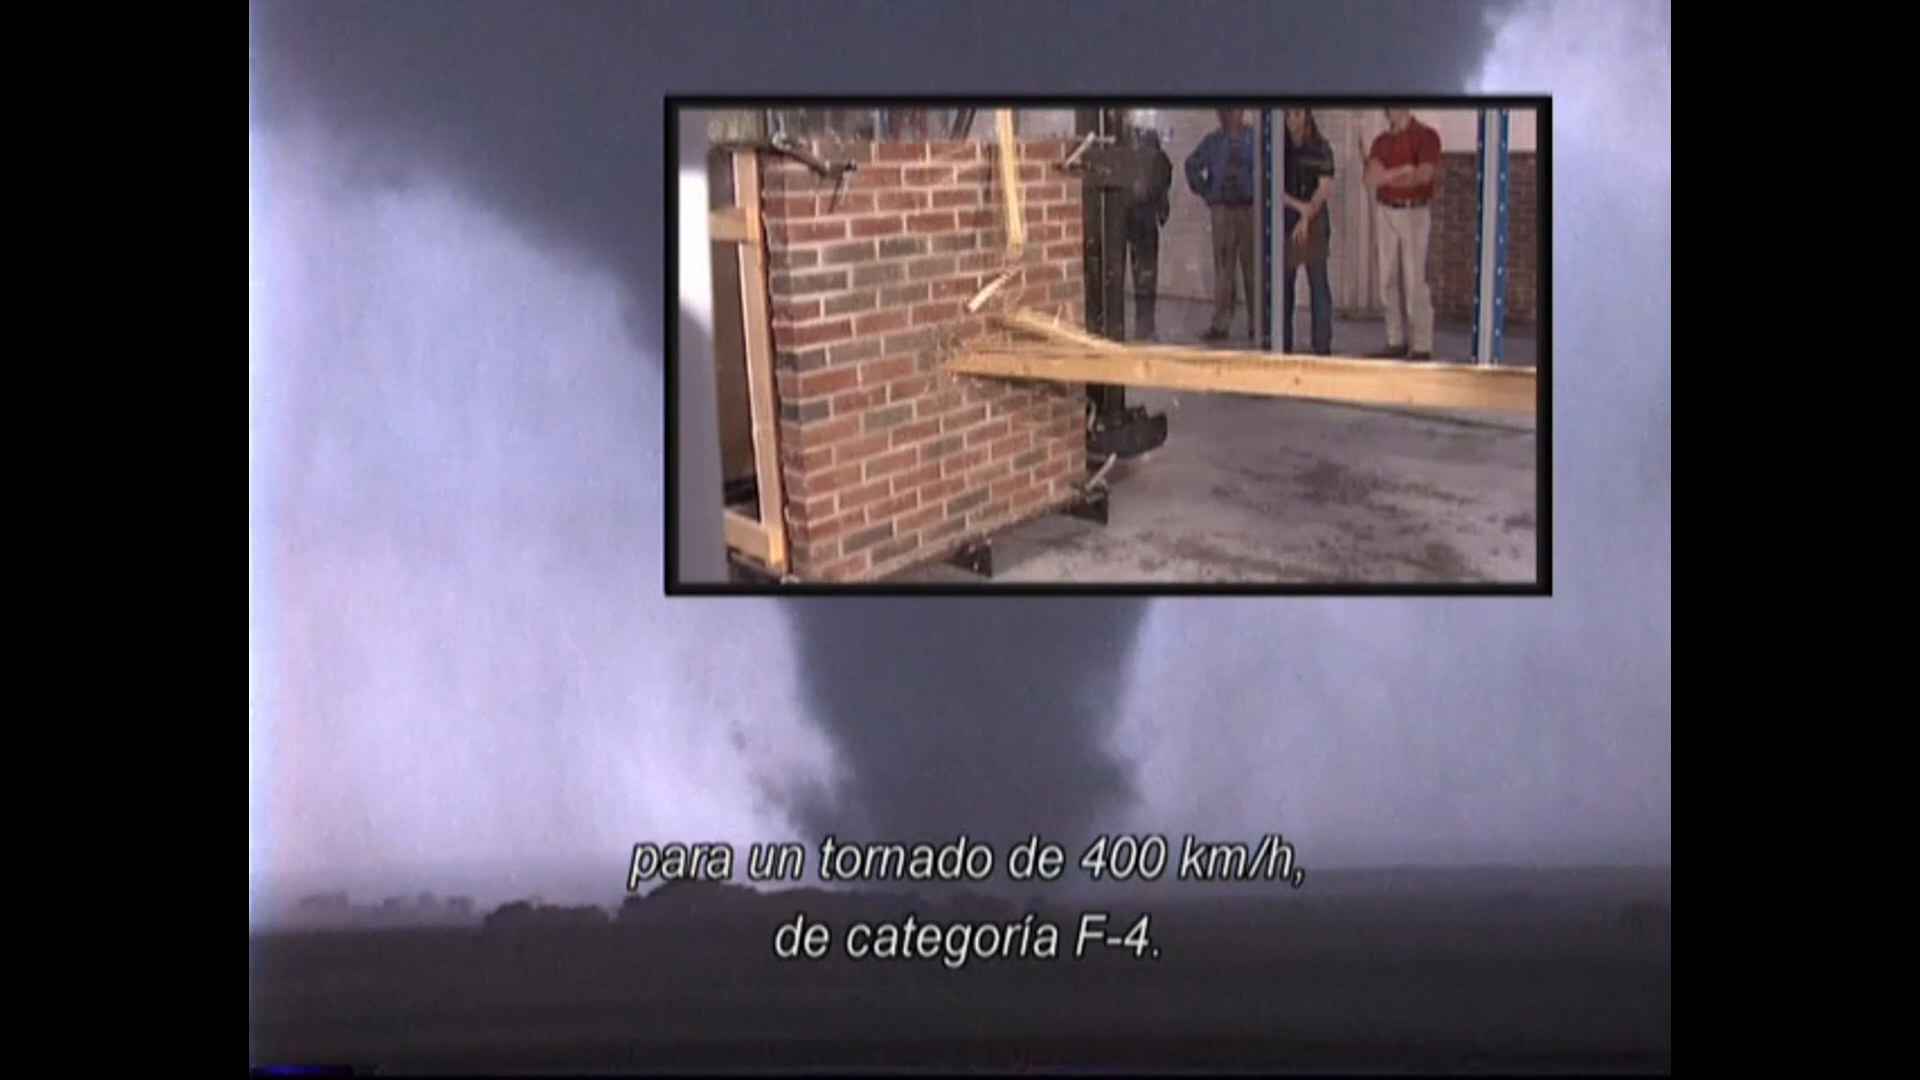 para un tornado de 400 km/h,
de categoría F-4.